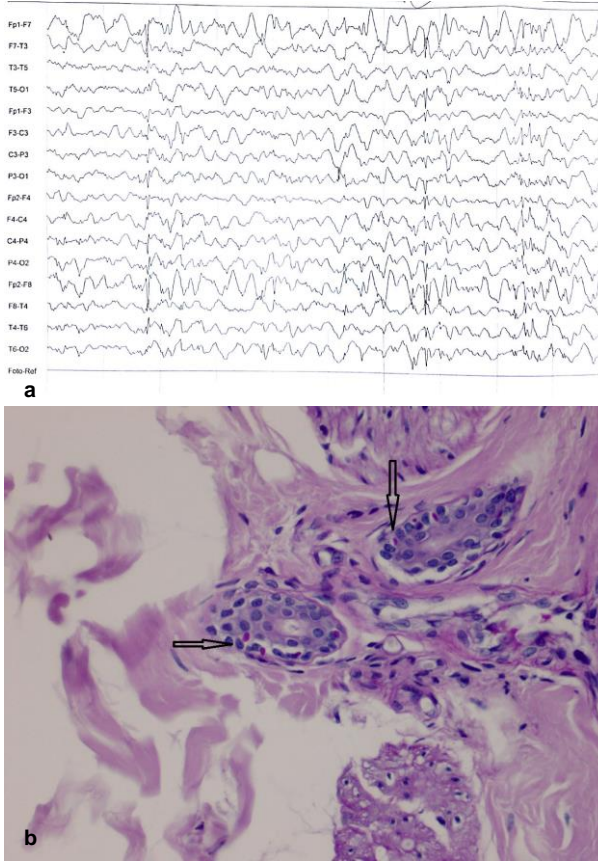 Fp1-F7
F7-T3
T3-T5
T5-O1
Fp1-F3
F3-C3
C3-P3
P3-O1
Fp2-F4
F4-C4
C4-P4
P4-O2
Fp2-F8
F8-T4
T4-T6
T6-O2
Foto-Ref
a
b